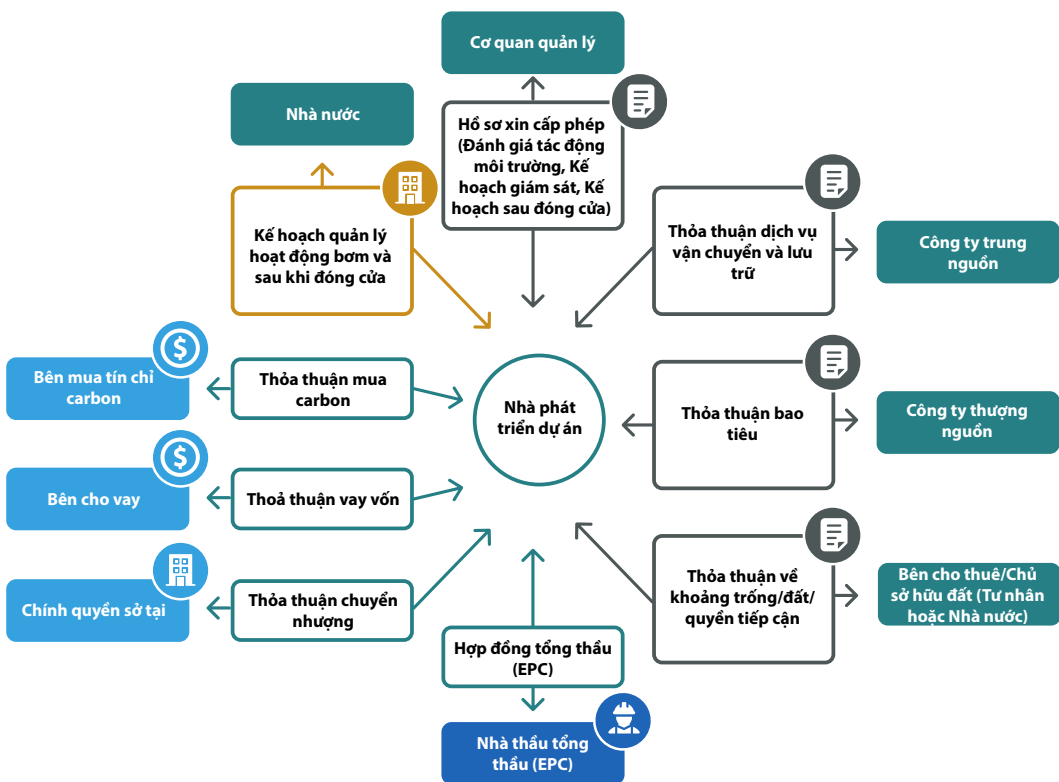 Cơ quan quản lý
Nhà nước
Hồ sơ xin cấp phép
(Đánh giá tác động
môi trường, Kế
hoạch giám sát, Kế
hoạch sau đóng cửa)
Kế hoạch quản lý
hoạt động bơm và
sau khi đóng cửa
Thỏa thuận dịch vụ
vận chuyển và lưu
trữ
Công ty trung
nguồn
Bên mua tín chỉ
carbon
$
Thỏa thuận mua
carbon
Nhà phát
triển dự án
Thỏa thuận bao
tiêu
Công ty thượng
nguồn
Bên cho vay
$
Thoả thuận vay vốn
Chính quyền sở tại
Thỏa thuận chuyển
nhượng
Thỏa thuận về
khoảng trống/đất/
quyền tiếp cận
Bên cho thuê/Chủ
sở hữu đất (Tư nhân
hoặc Nhà nước)
Hợp đồng tổng thầu
(EPC)
Nhà thầu tổng
thầu (EPC)